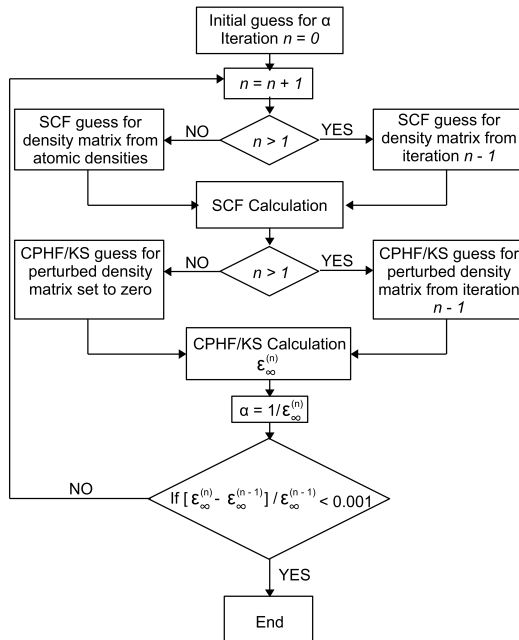 Initial guess for α
Iteration n = 0
n = n + 1
SCF guess for
density matrix from
atomic densities
NO
n > 1
YES
SCF guess for
density matrix from
iteration n - 1
SCF Calculation
CPHF/KS guess for
perturbed density
matrix set to zero
NO
n > 1
YES
CPHF/KS guess for
perturbed density
matrix from iteration
n - 1
CPHF/KS Calculation
ε∞(n)
α = 1/ε∞(n)
NO
If [ ε∞(n) - ε∞(n - 1) ] / ε∞(n - 1) < 0.001
YES
End